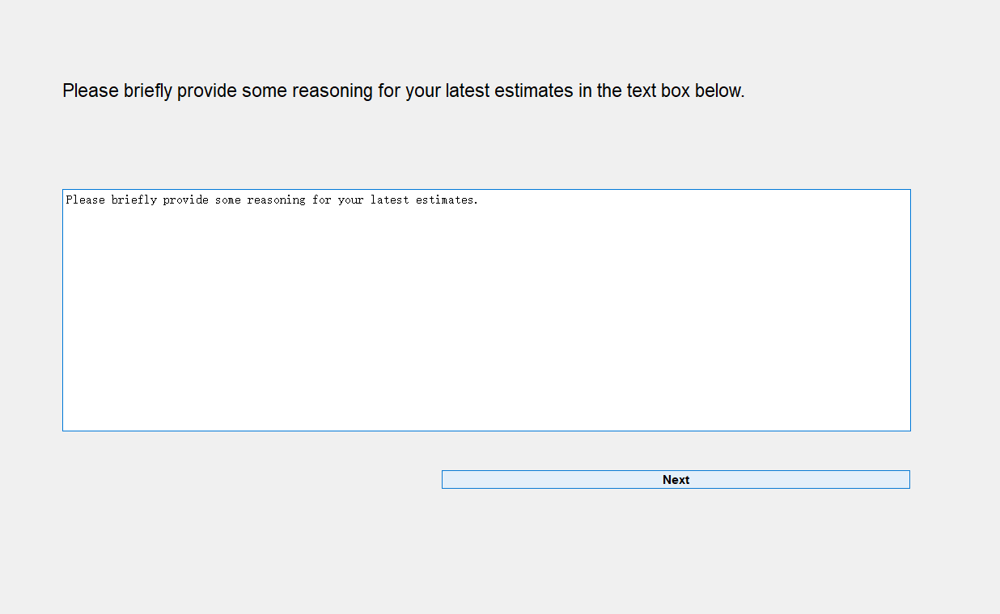 Please briefly provide some reasoning for your latest estimates in the text box below.
Please briefly provide some reasoning for your latest estimates.
Next